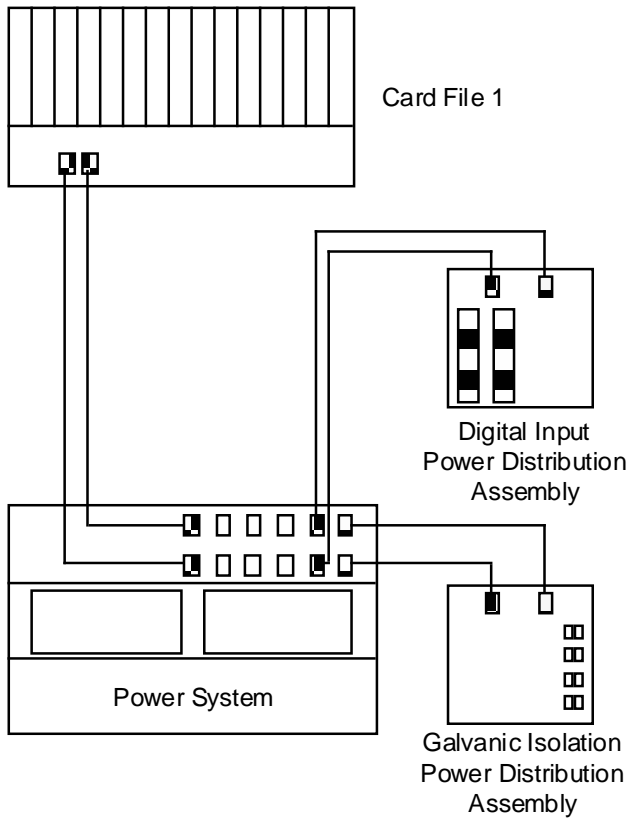 Card File 1
Digital Input
Power Distribution
Assembly
Power System
Galvanic Isolation
Power Distribution
Assembly